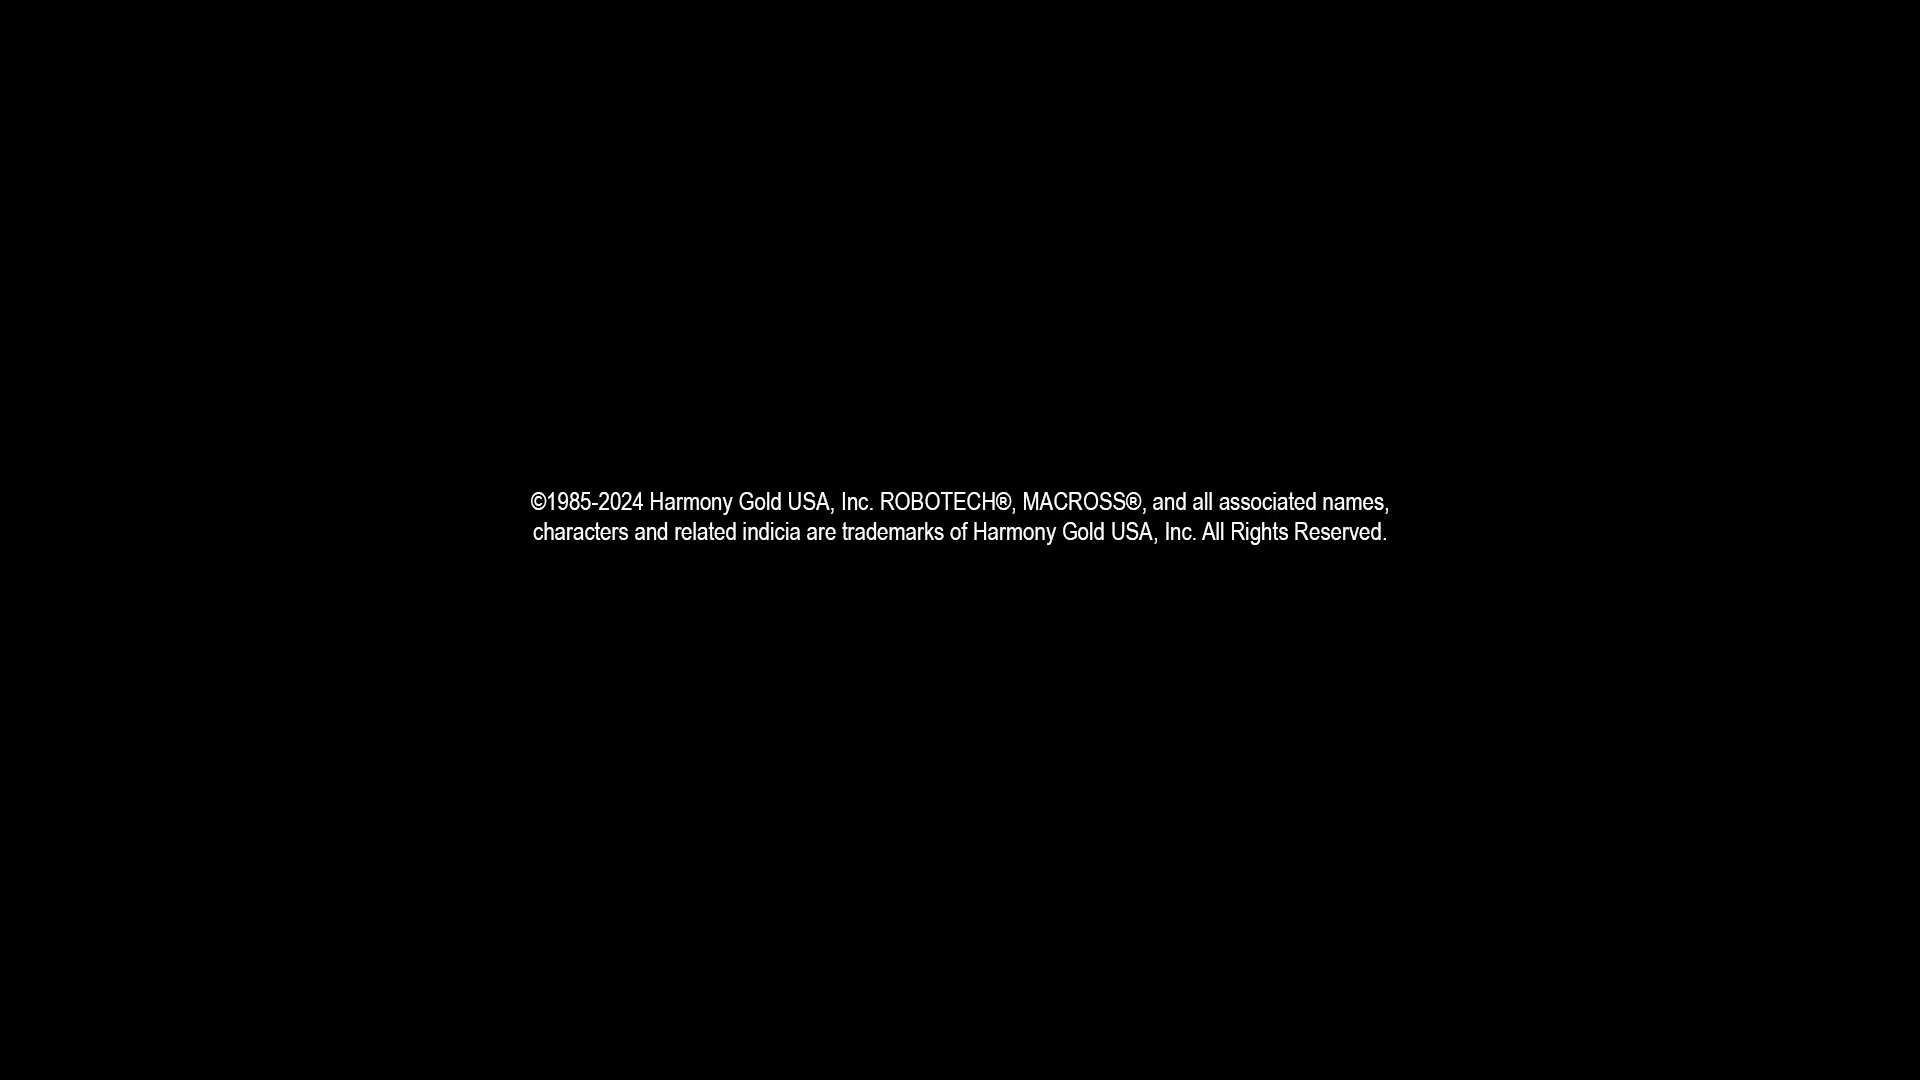 ©1985-2024 Harmony Gold USA, Inc. ROBOTECH®, MACROSS®, and all associated names,
characters and related indicia are trademarks of Harmony Gold USA, Inc. All Rights Reserved.